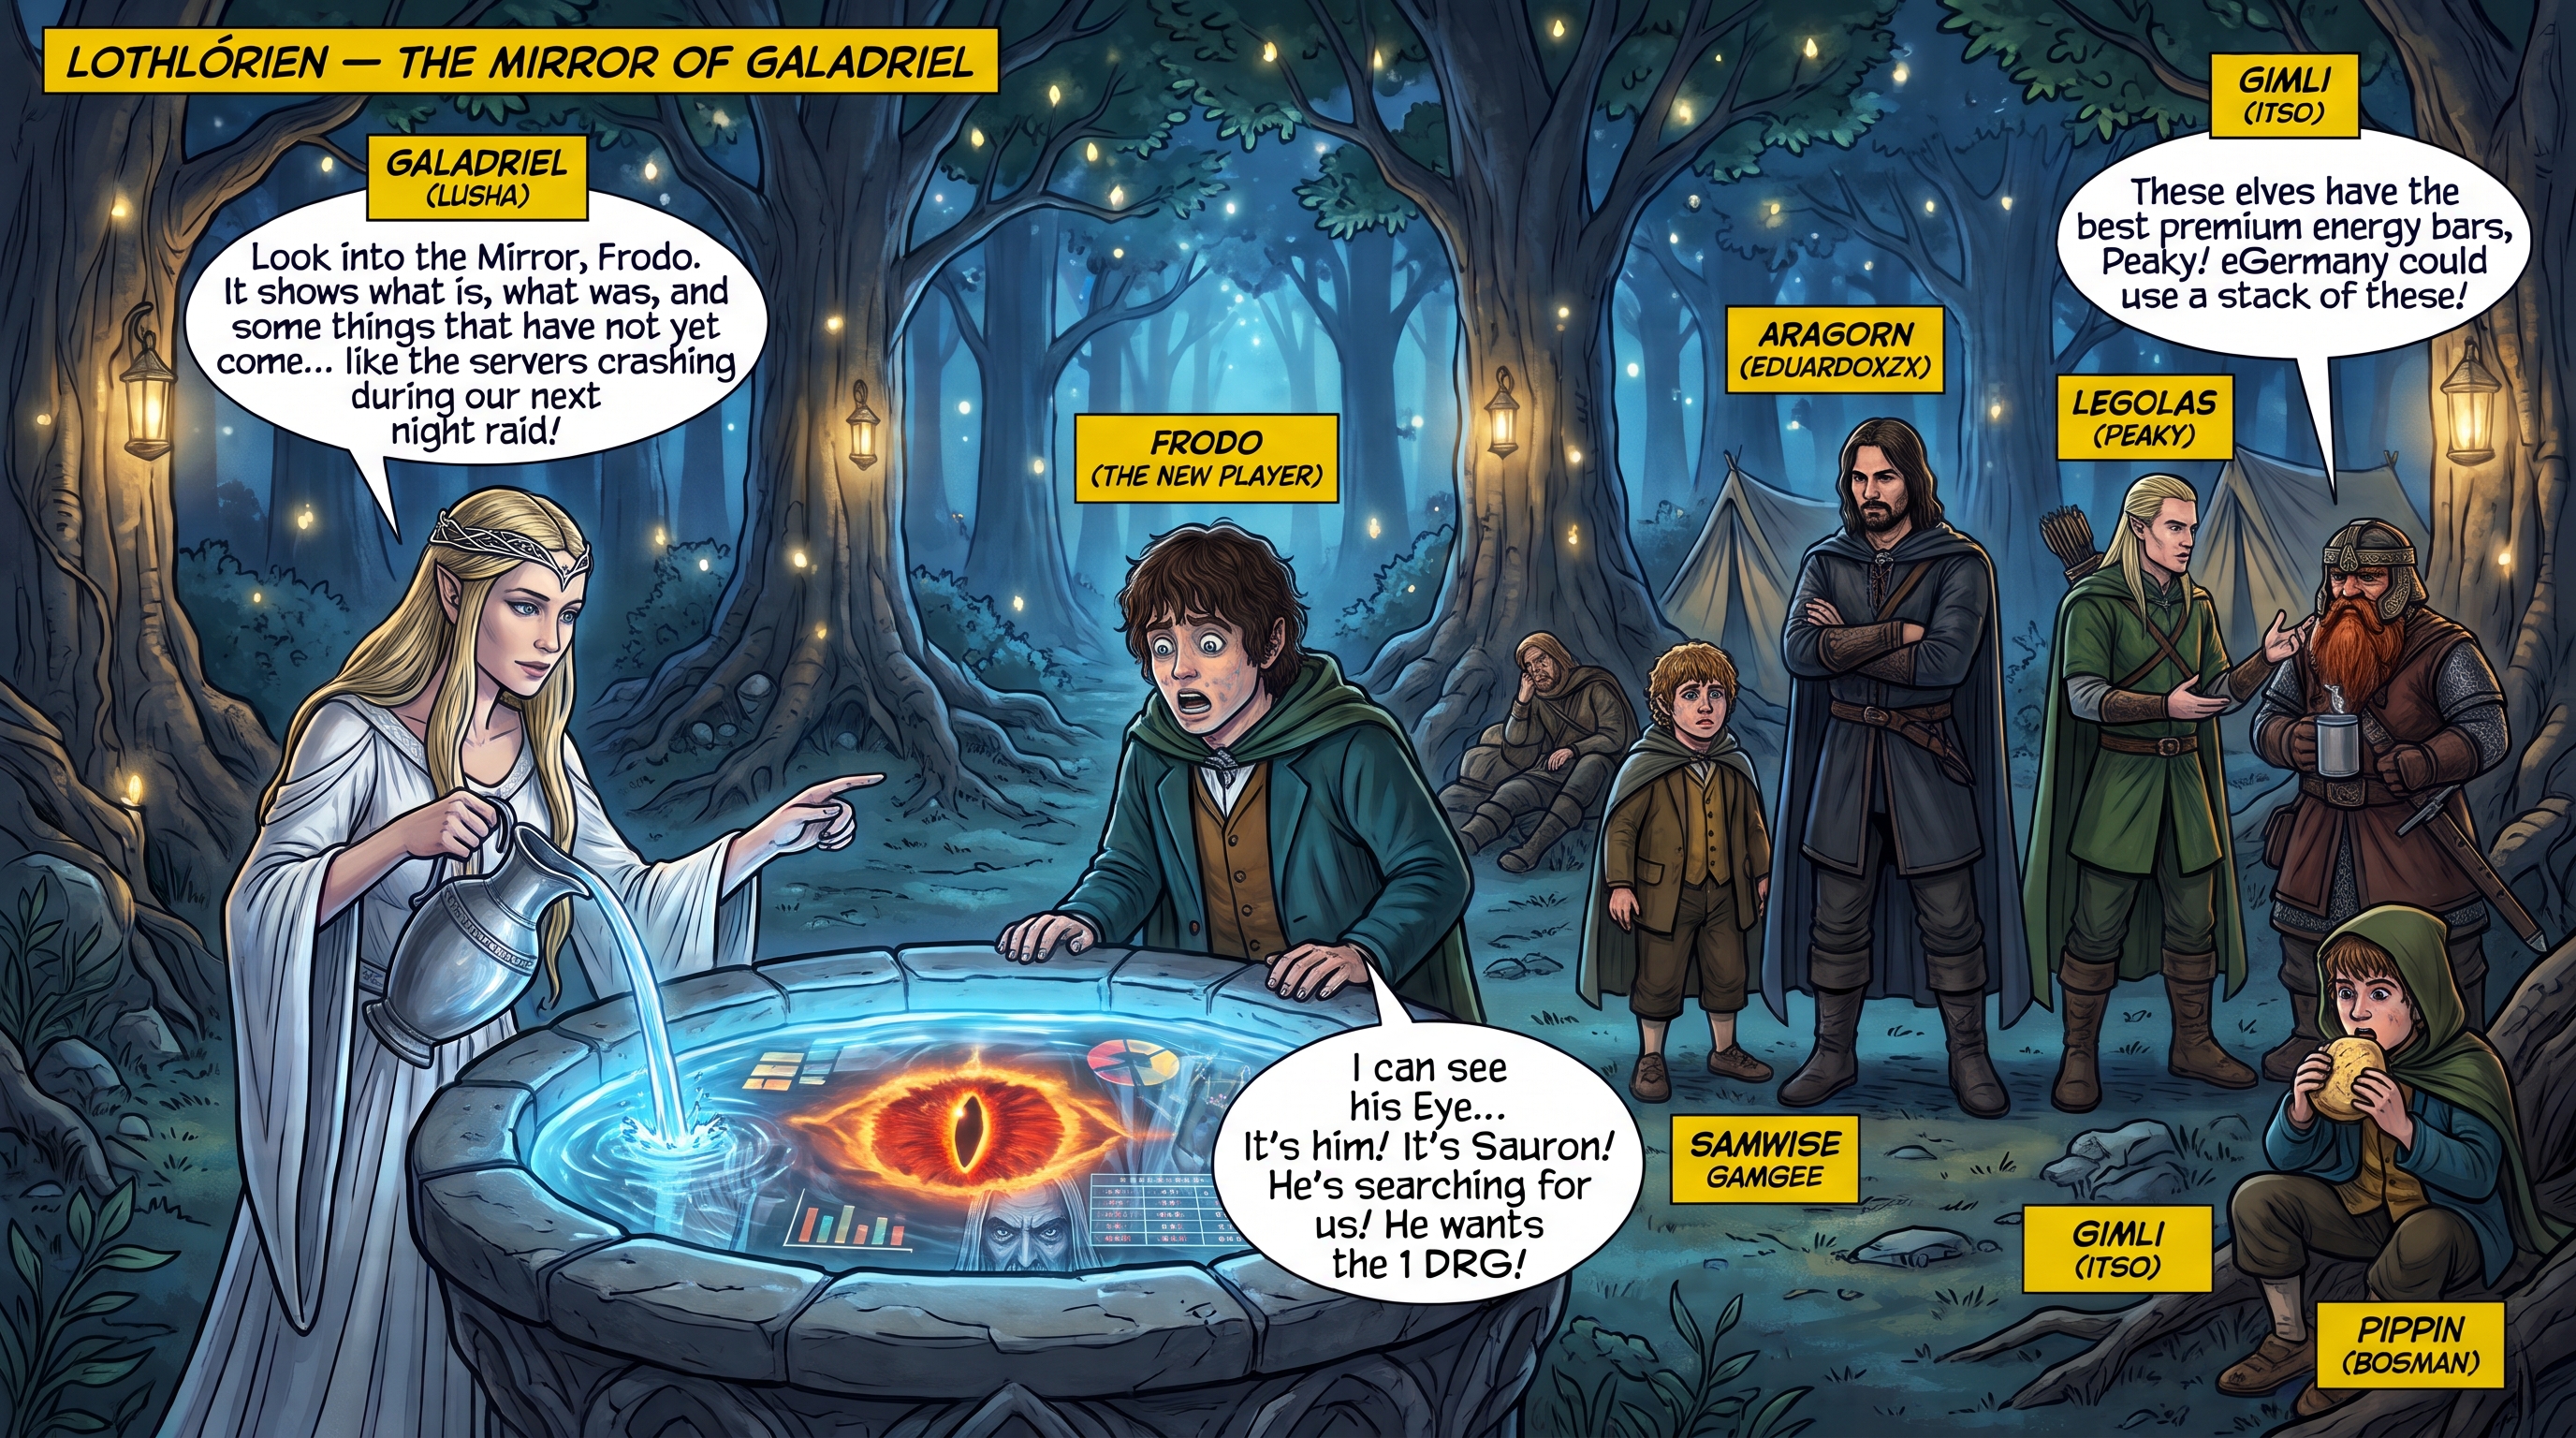 LOTHLÓRIEN — THE MIRROR OF GALADRIEL
GALADRIEL
(LUSHA)
Look into the Mirror, Frodo.
It shows what is, what was, and
some things that have not yet
come... like the servers crashing
during our next
night raid!
FRODO
(THE NEW PLAYER)
I can see
his Eye...
It's him! It's Sauron!
He's searching for
us! He wants
the 1 DRG!
ARAGORN
(EDUARDOXZX)
LEGOLAS
(PEAKY)
GIMLI
(ITSO)
These elves have the
best premium energy bars,
Peaky! eGermany could
use a stack of these!
SAMWISE
GAMGEE
GIMLI
(ITSO)
PIPPIN
(BOSMAN)